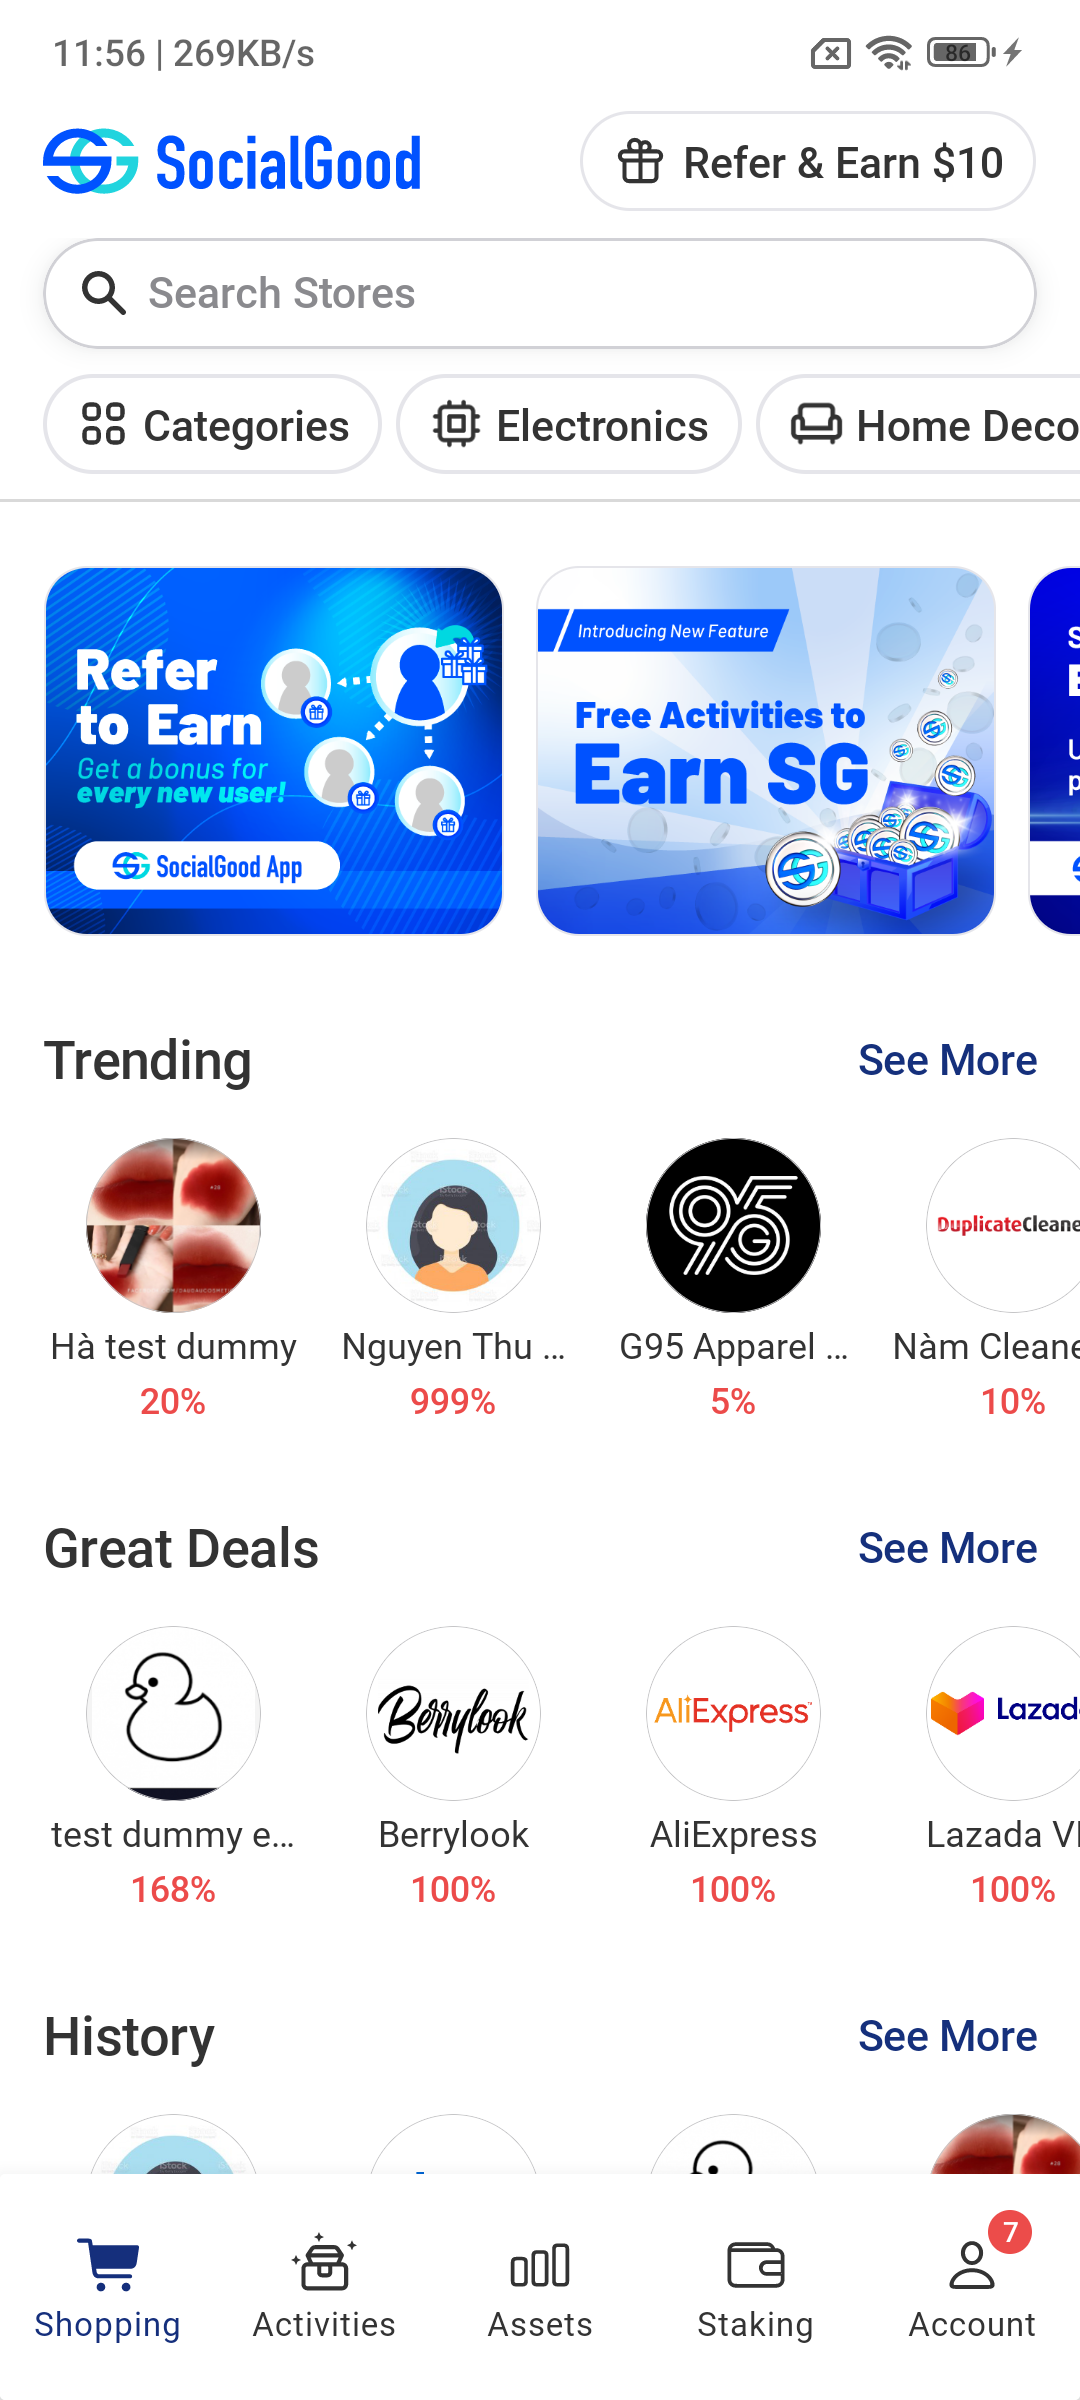 11:56 | 269KB/s
86
SocialGood
Refer & Earn $10
Search Stores
Categories
Electronics
Home Deco
Refer
to Earn
Get a bonus for
every new user!
SocialGood App
Introducing New Feature
Free Activities to
Earn SG
Trending
See More
DuplicateCleane
Hà test dummy
Nguyen Thu ...
G95 Apparel ...
Nàm Cleane
20%
999%
5%
10%
Great Deals
See More
Berrylook
AliExpress
Lazad
test dummy e...
Berrylook
AliExpress
Lazada V
168%
100%
100%
100%
History
See More
7
Shopping
Activities
Assets
Staking
Account